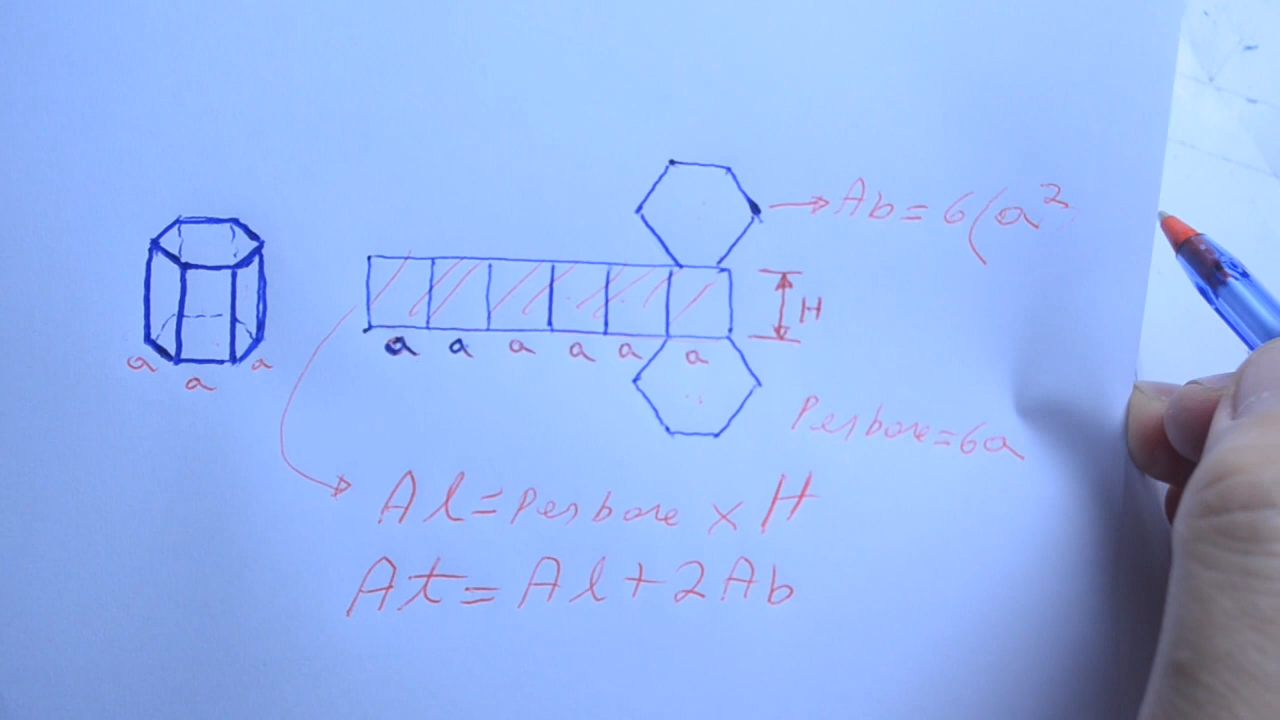 Ab = 6(a²
H
a a a a a a
a a a
Per base = 6a
Al = Per base x H
At = Al + 2Ab